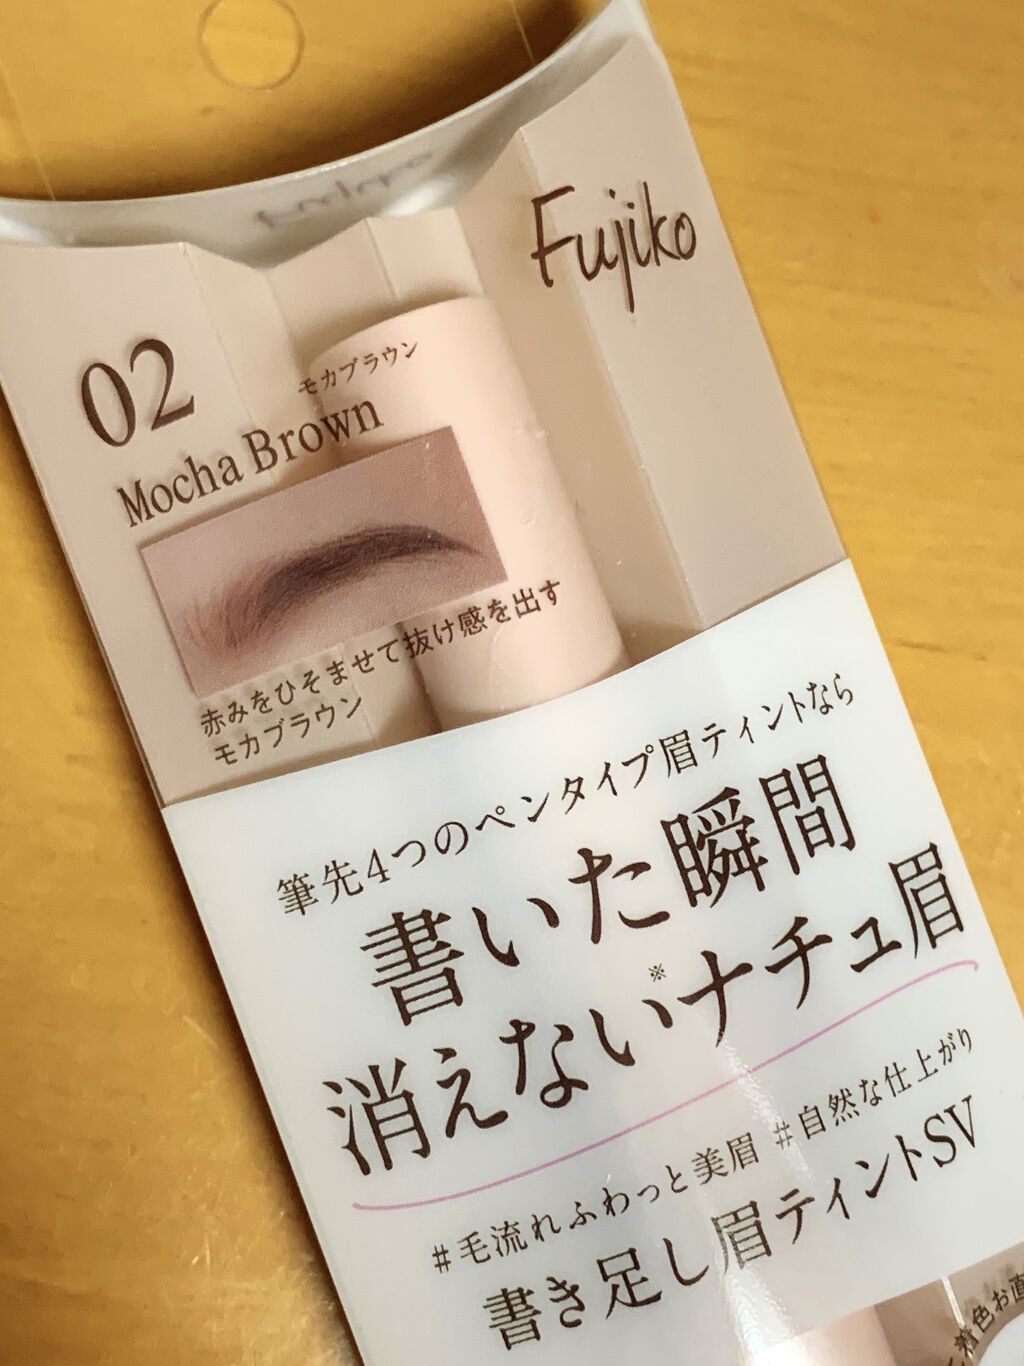 Fujiko
02
モカブラウン
Mocha Brown
赤みをひそませて抜け感を出す
モカブラウン
筆先4つのペンタイプ眉ティントなら
書いた瞬間
消えない※ナチュ眉
#毛流れふわっと美眉 #自然な仕上がり
書き足し眉ティントSV
着色お直